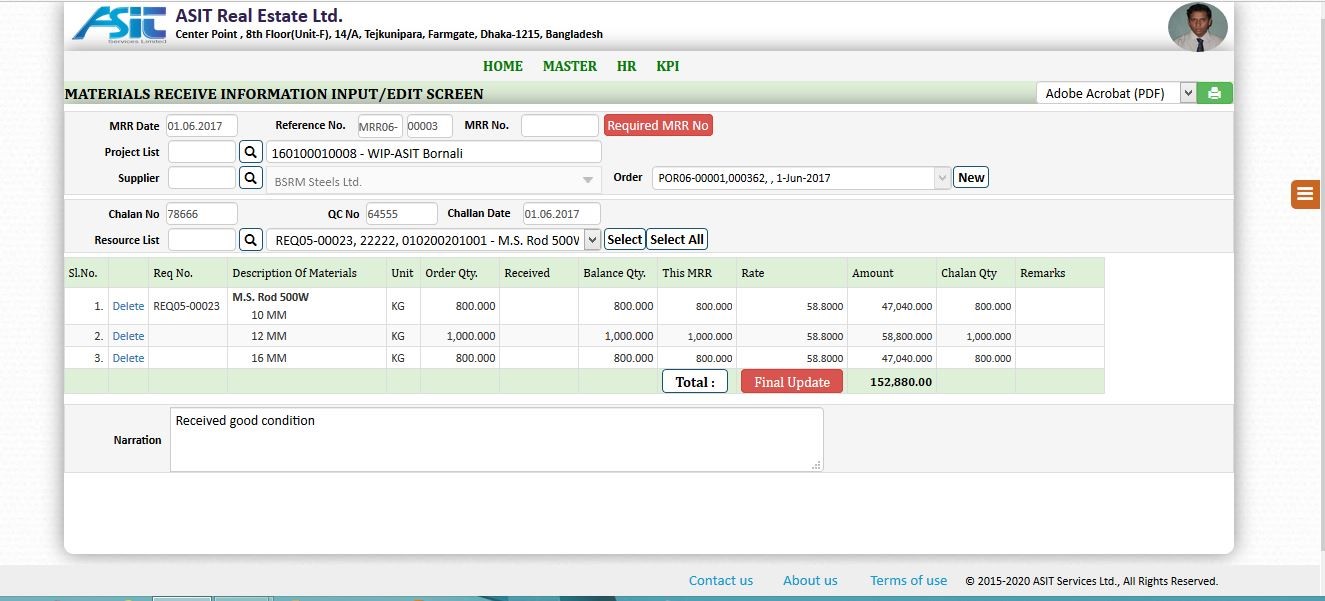 ASIT Services Limited
ASIT Real Estate Ltd.
Center Point , 8th Floor(Unit-F), 14/A, Tejkunipara, Farmgate, Dhaka-1215, Bangladesh
HOME MASTER HR KPI
MATERIALS RECEIVE INFORMATION INPUT/EDIT SCREEN Adobe Acrobat (PDF)
MRR Date 01.06.2017 Reference No. MRR06- 00003 MRR No. Required MRR No
Project List 160100010008 - WIP-ASIT Bornali
Supplier BSRM Steels Ltd. Order POR06-00001,000362, , 1-Jun-2017 New
Chalan No 78666 QC No 64555 Challan Date 01.06.2017
Resource List REQ05-00023, 22222, 010200201001 - M.S. Rod 500W Select Select All
Sl.No. Req No. Description Of Materials Unit Order Qty. Received Balance Qty. This MRR Rate Amount Chalan Qty Remarks
1. Delete REQ05-00023 M.S. Rod 500W 10 MM KG 800.000 800.000 800.000 58.8000 47,040.000 800.000
2. Delete 12 MM KG 1,000.000 1,000.000 1,000.000 58.8000 58,800.000 1,000.000
3. Delete 16 MM KG 800.000 800.000 800.000 58.8000 47,040.000 800.000
Total : Final Update 152,880.00
Narration Received good condition
Contact us About us Terms of use © 2015-2020 ASIT Services Ltd., All Rights Reserved.